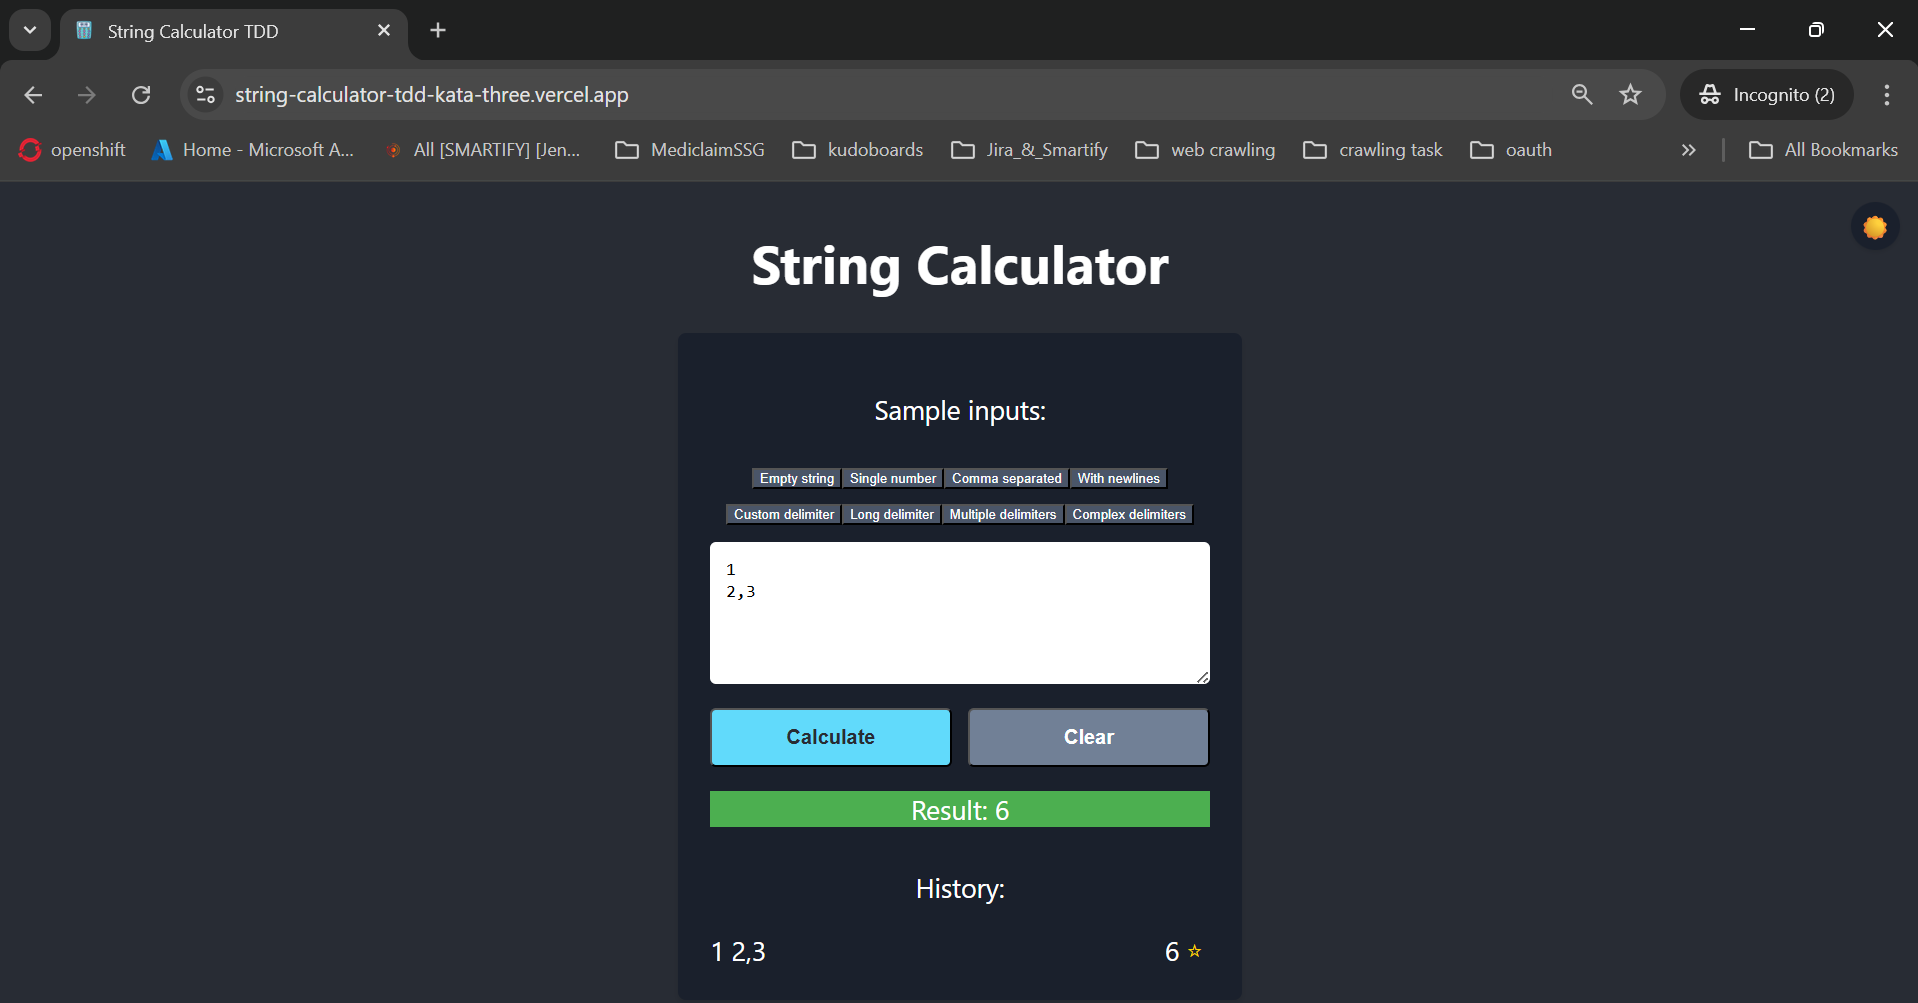 String Calculator TDD
string-calculator-tdd-kata-three.vercel.app
Incognito (2)
openshift
Home - Microsoft A...
All [SMARTIFY] [Jen...
MediclaimSSG
kudoboards
Jira_&_Smartify
web crawling
crawling task
oauth
All Bookmarks
String Calculator
Sample inputs:
Empty string Single number Comma separated With newlines
Custom delimiter Long delimiter Multiple delimiters Complex delimiters
1
2,3
Calculate Clear
Result: 6
History:
1 2,3 6 ☆